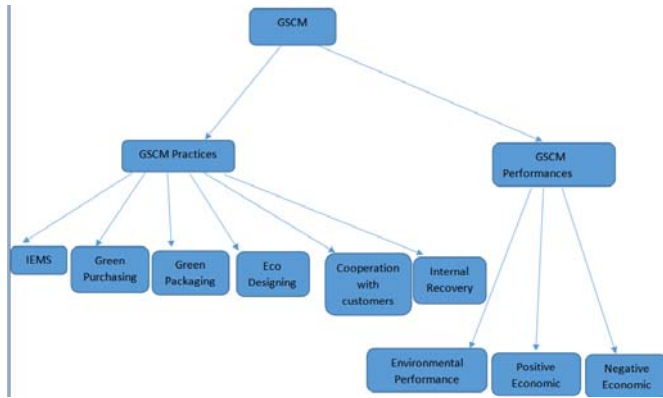 GSCM
GSCM Practices
GSCM
Performances
IEMS
Green
Purchasing
Green
Packaging
Eco
Designing
Cooperation
with
customers
Internal
Recovery
Environmental
Performance
Positive
Economic
Negative
Economic